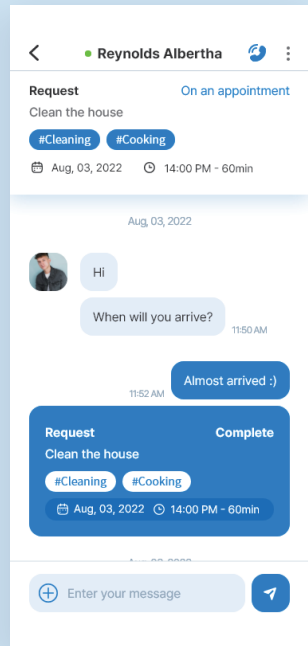 Reynolds Albertha
Request On an appointment
Clean the house
#Cleaning #Cooking
Aug, 03, 2022 14:00 PM - 60min
Aug, 03, 2022
Hi
When will you arrive?
11:50 AM
Almost arrived :)
11:52 AM
Request Complete
Clean the house
#Cleaning #Cooking
Aug, 03, 2022 14:00 PM - 60min
Enter your message